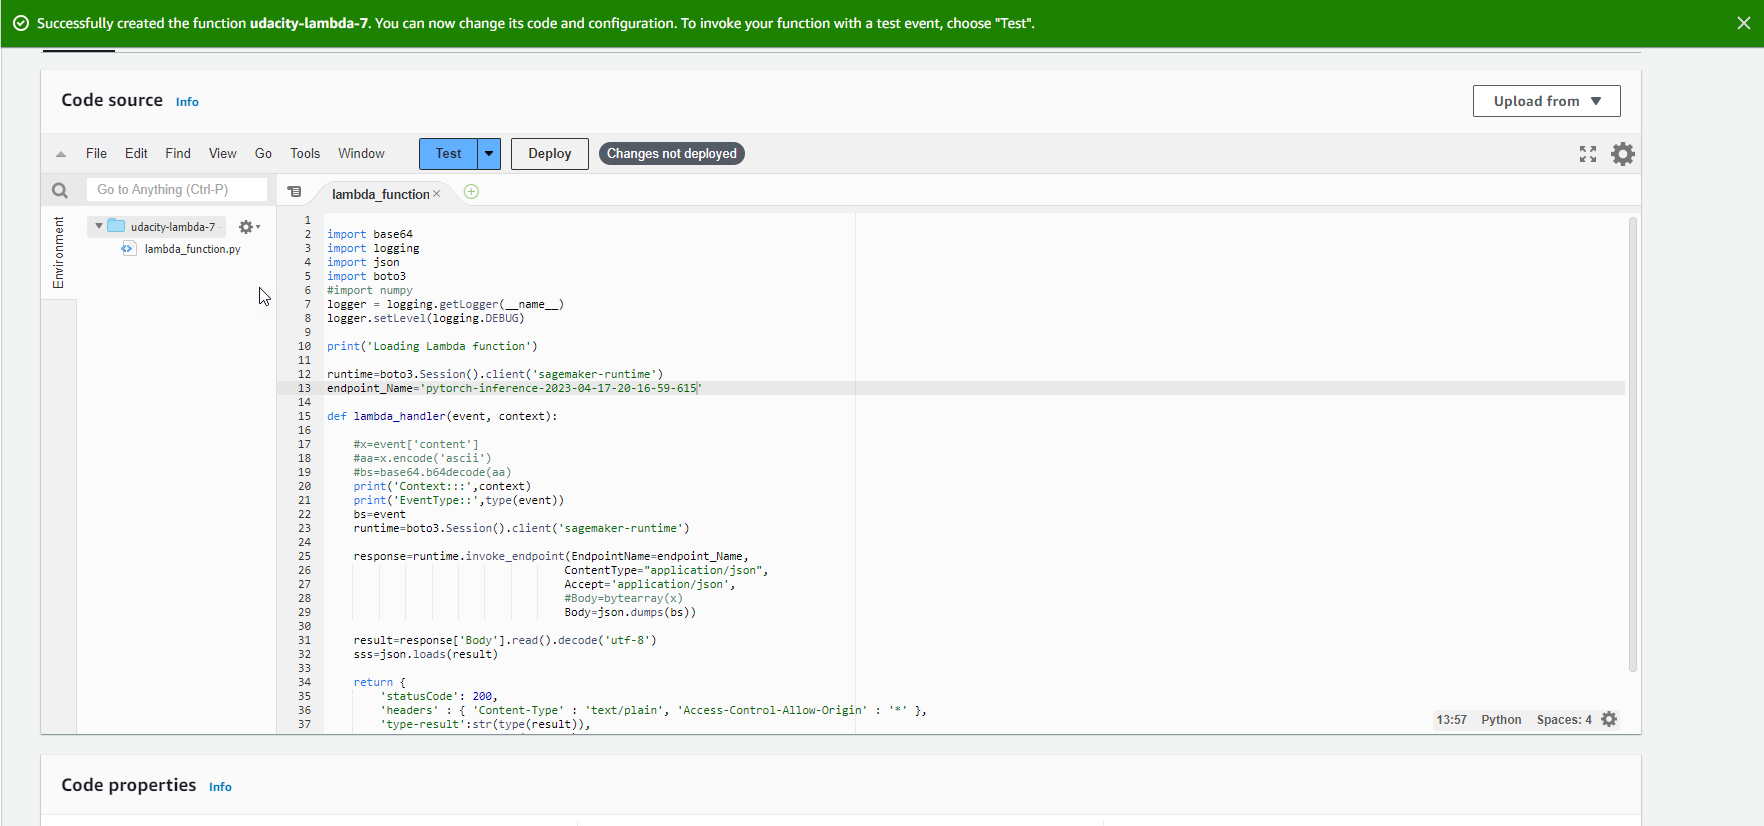 Successfully created the function udacity-lambda-7. You can now change its code and configuration. To invoke your function with a test event, choose "Test".
Code source Info
Upload from
File Edit Find View Go Tools Window Test Deploy Changes not deployed
Go to Anything (Ctrl-P)
lambda_function
Environment
udacity-lambda-7
lambda_function.py
1
2 import base64
3 import logging
4 import json
5 import boto3
6 #import numpy
7 logger = logging.getLogger(__name__)
8 logger.setLevel(logging.DEBUG)
9
10 print('Loading Lambda function')
11
12 runtime=boto3.Session().client('sagemaker-runtime')
13 endpoint_Name='pytorch-inference-2023-04-17-20-16-59-615'
14
15 def lambda_handler(event, context):
16
17     #x=event['content']
18     #aa=x.encode('ascii')
19     #bs=base64.b64decode(aa)
20     print('Context:::',context)
21     print('EventType::',type(event))
22     bs=event
23     runtime=boto3.Session().client('sagemaker-runtime')
24
25     response=runtime.invoke_endpoint(EndpointName=endpoint_Name,
26                                     ContentType="application/json",
27                                     Accept='application/json',
28                                     #Body=bytearray(x)
29                                     Body=json.dumps(bs))
30
31     result=response['Body'].read().decode('utf-8')
32     sss=json.loads(result)
33
34     return {
35         'statusCode': 200,
36         'headers' : { 'Content-Type' : 'text/plain', 'Access-Control-Allow-Origin' : '*' },
37         'type-result':str(type(result)),
13:57 Python Spaces: 4
Code properties Info